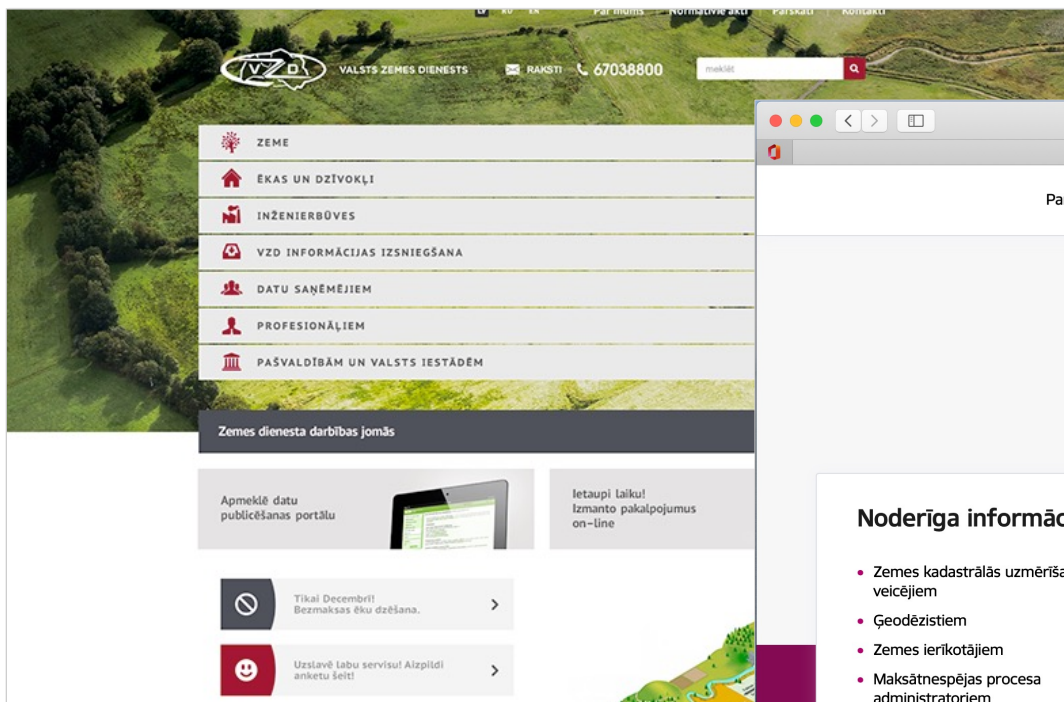 LV RU EN Par mums Normatīvie akti Pārskati Kontakti
VZD VALSTS ZEMES DIENESTS RAKSTI 67038800 meklēt
ZEME
ĒKAS UN DZĪVOKĻI
INŽENIERBŪVES
VZD INFORMĀCIJAS IZSNIEGŠANA
DATU SAŅĒMĒJIEM
PROFESIONĀĻIEM
PAŠVALDĪBĀM UN VALSTS IESTĀDĒM
Zemes dienesta darbības jomās
Apmeklē datu
publicēšanas portālu
Ietaupi laiku!
Izmanto pakalpojumus
on-line
Tikai Decembrī!
Bezmaksas ēku dzēšana.
Uzslavē labu servisu! Aizpildi
anketu šeit!
Pa
Noderīga informāc
Zemes kadastrālās uzmērīša
veicējiem
Ģeodēzistiem
Zemes ierīkotājiem
Maksātnespējas procesa
administratoriem